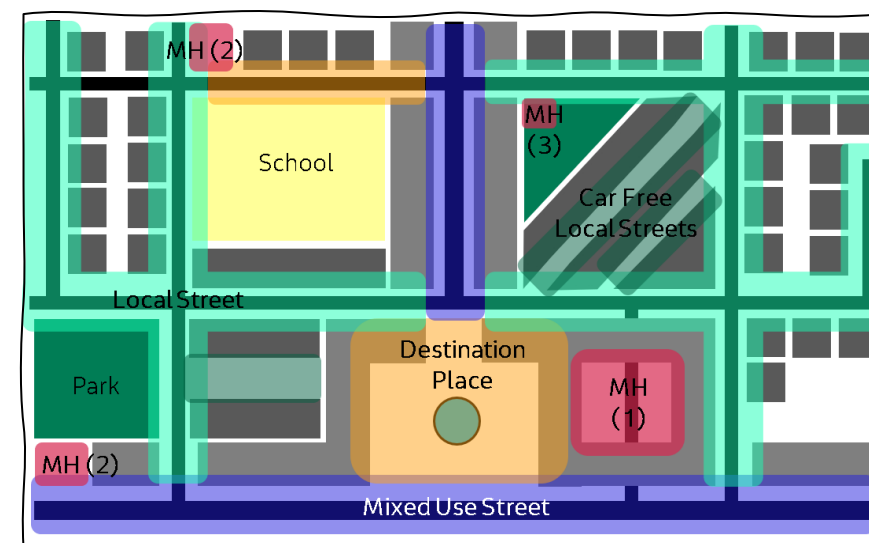 MH (2)
School
MH
(3)
Car Free
Local Streets
Local Street
Destination
Place
Park
MH
(1)
MH (2)
Mixed Use Street